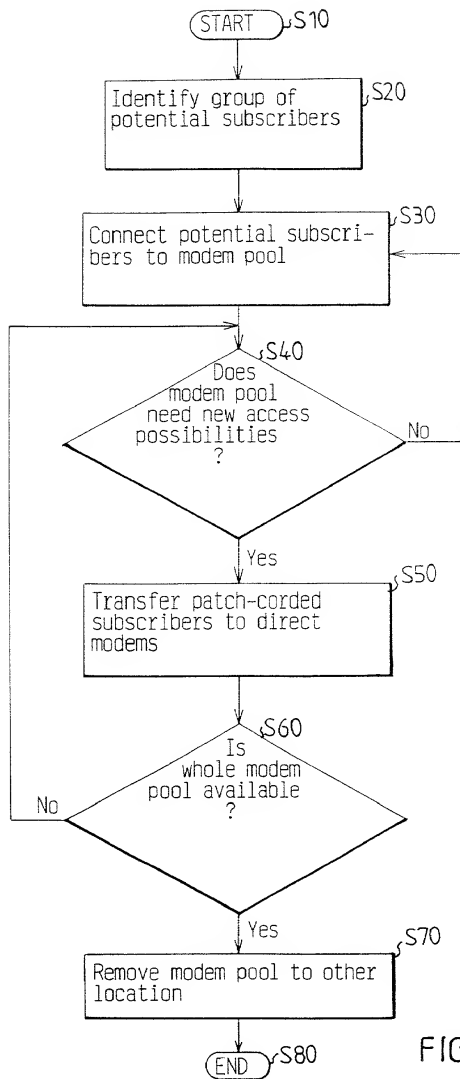 START
S10
Identify group of
potential subscribers
S20
Connect potential subscri-
bers to modem pool
S30
S40
Does
modem pool
need new access
possibilities
?
No
Yes
S50
Transfer patch-corded
subscribers to direct
modems
S60
Is
whole modem
pool available
?
No
Yes
S70
Remove modem pool to other
location
END
S80
FIG